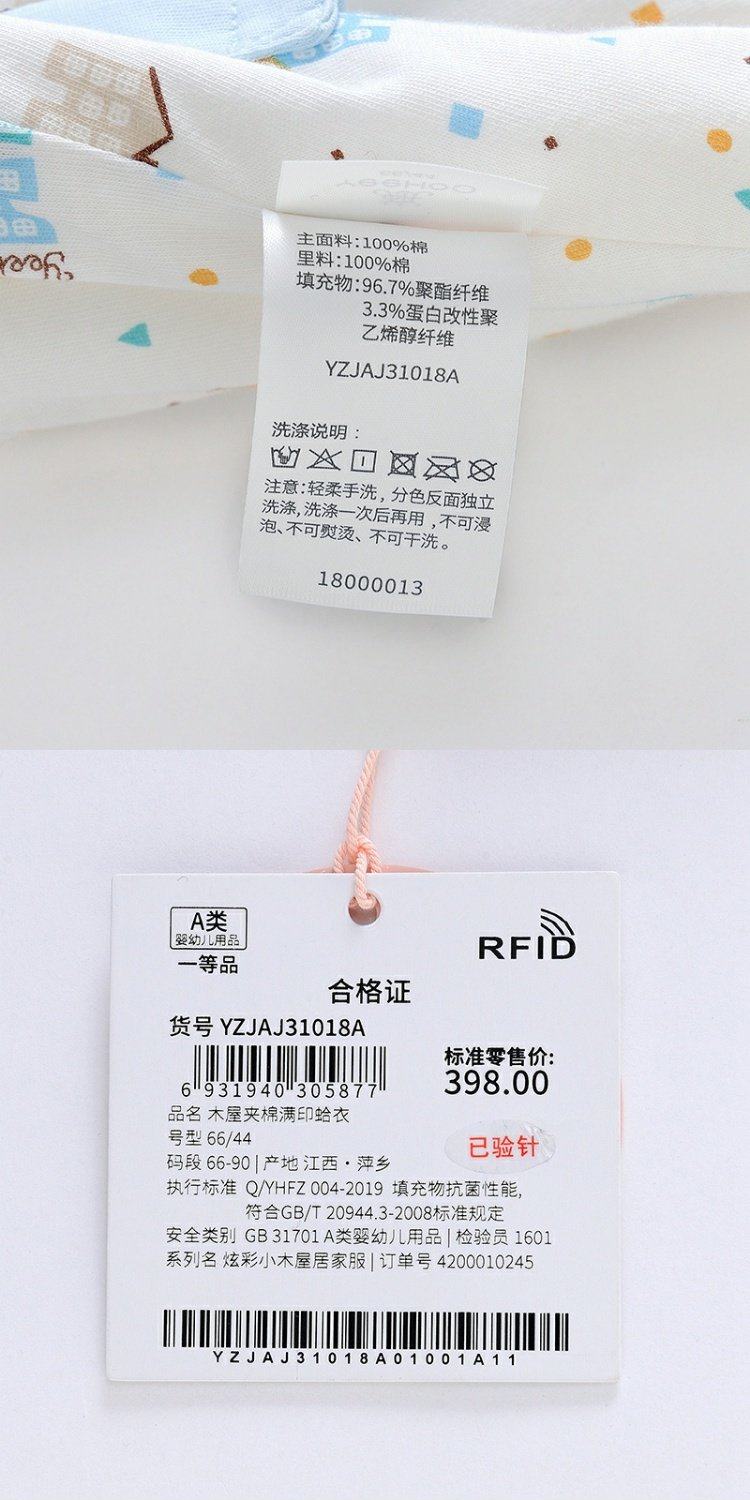 YeeHoo
主面料:100%棉
里料:100%棉
填充物:96.7%聚酯纤维
3.3%蛋白改性聚
乙烯醇纤维
YZJAJ31018A
洗涤说明:
注意:轻柔手洗,分色反面独立
洗涤,洗涤一次后再用,不可浸
泡、不可熨烫、不可干洗。
18000013
A类
婴幼儿用品
一等品
RFID
合格证
货号 YZJAJ31018A
6 931940 305877
标准零售价:
398.00
品名 木屋夹棉满印蛤衣
号型 66/44
已验针
码段 66-90|产地 江西·萍乡
执行标准 Q/YHFZ 004-2019 填充物抗菌性能,
符合GB/T 20944.3-2008标准规定
安全类别 GB 31701 A类婴幼儿用品|检验员 1601
系列名 炫彩小木屋居家服|订单号 4200010245
YZJAJ31018A01001A11